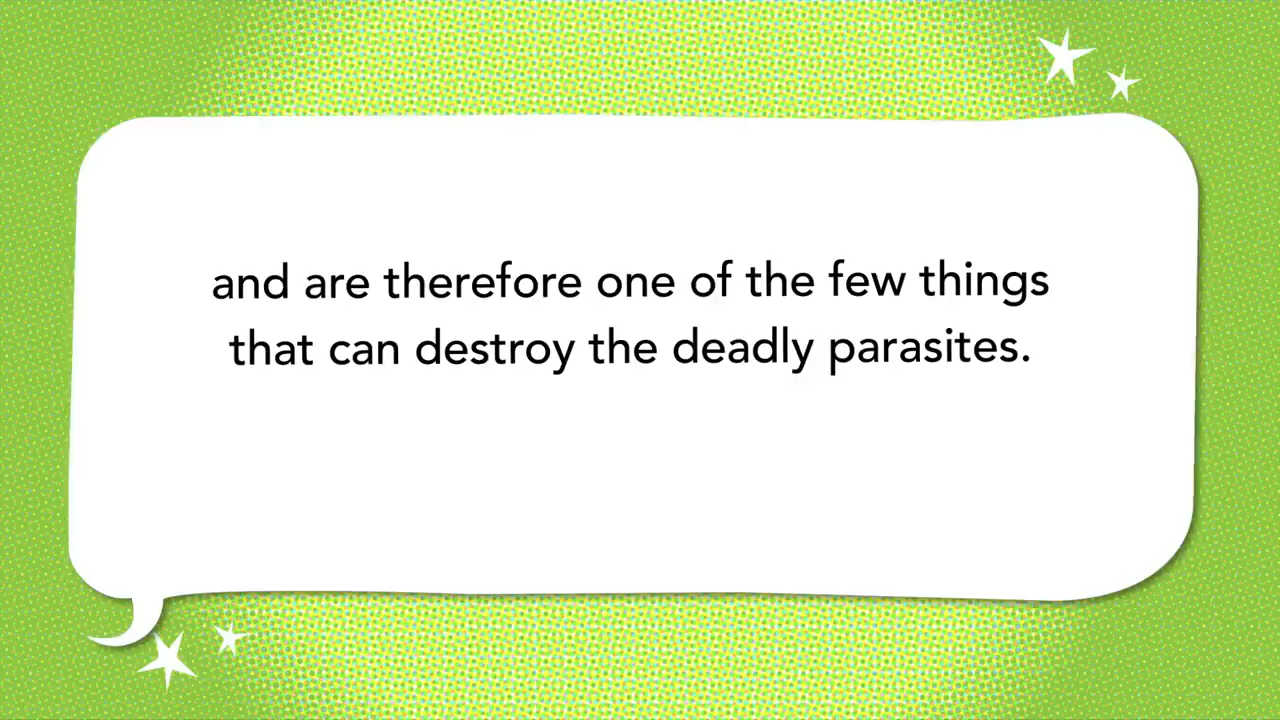 and are therefore one of the few things
that can destroy the deadly parasites.